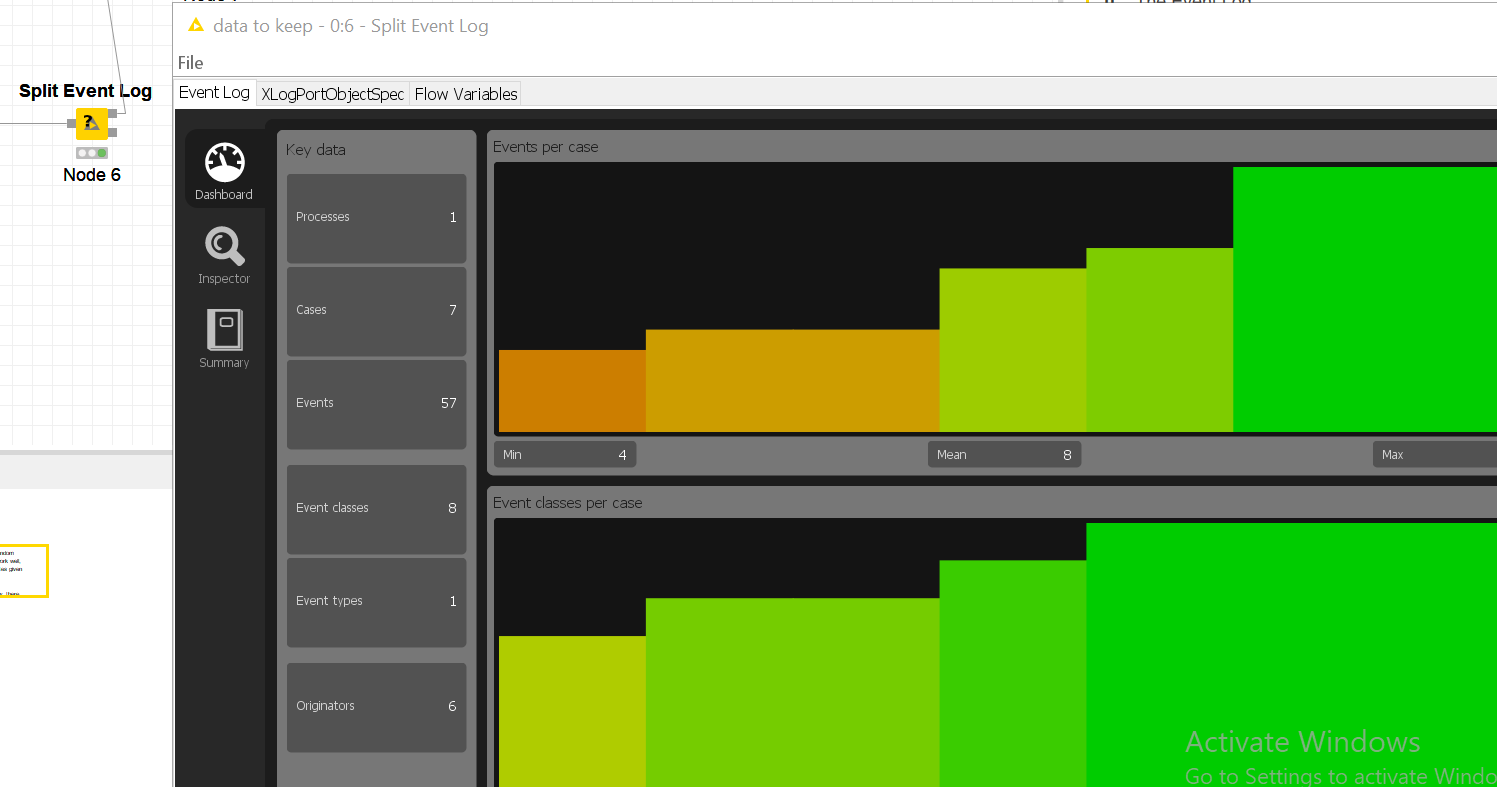 The Event Log
data to keep - 0:6 - Split Event Log
File
Split Event Log
Event Log
XLogPortObjectSpec
Flow Variables
?
Node 6
Dashboard
Inspector
Summary
Key data
Processes 1
Cases 7
Events 57
Event classes 8
Event types 1
Originators 6
Events per case
Min 4
Mean 8
Max
Event classes per case
Activate Windows
Go to Settings to activate Windo